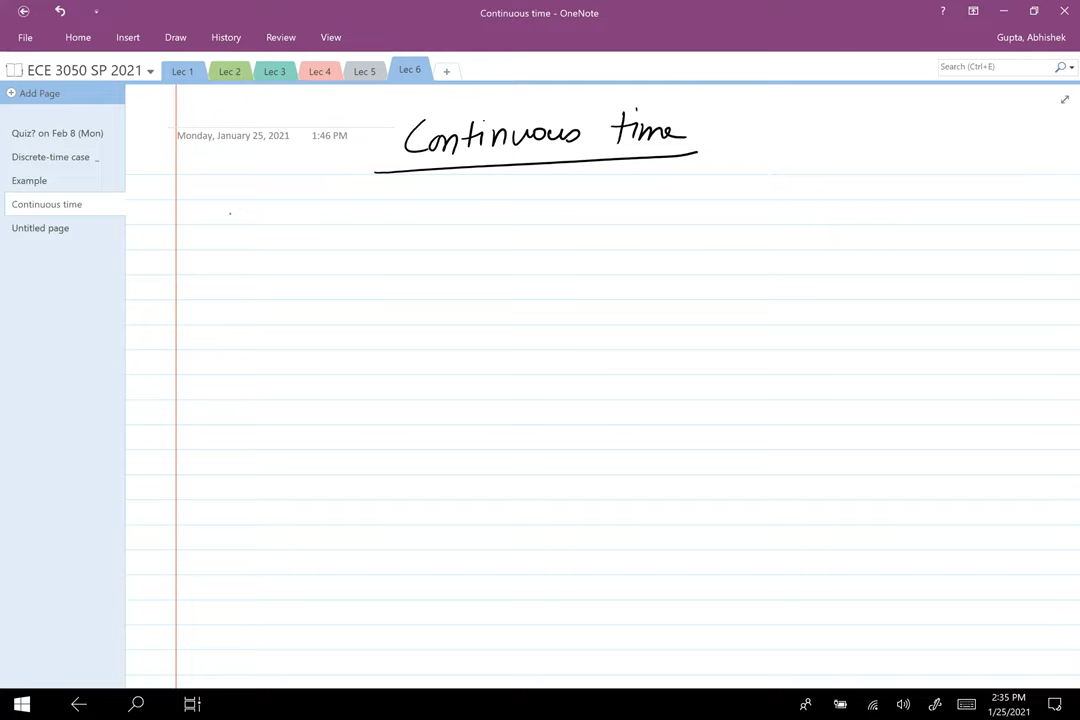 Continuous time - OneNote
File Home Insert Draw History Review View Gupta, Abhishek
ECE 3050 SP 2021 Lec 1 Lec 2 Lec 3 Lec 4 Lec 5 Lec 6 + Search (Ctrl+E)
Add Page
Quiz? on Feb 8 (Mon)
Discrete-time case _
Example
Continuous time
Untitled page
Monday, January 25, 2021 1:46 PM
Continuous time
2:35 PM
1/25/2021